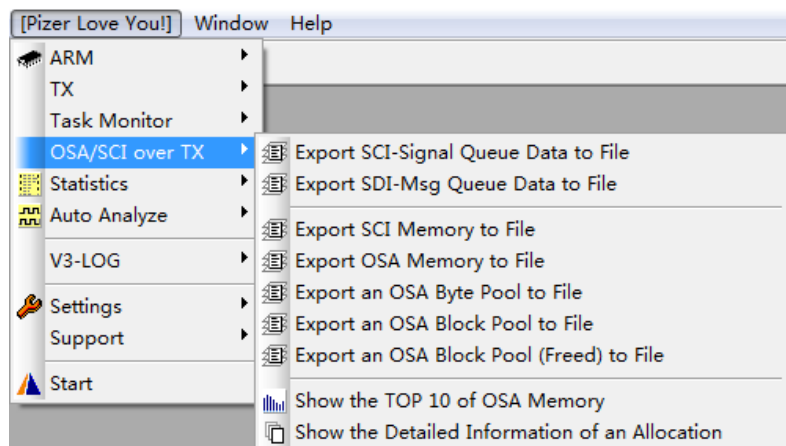 [Pizer Love You!] Window Help
ARM
TX
Task Monitor
OSA/SCI over TX
Statistics
Auto Analyze
V3-LOG
Settings
Support
Start
Export SCI-Signal Queue Data to File
Export SDI-Msg Queue Data to File
Export SCI Memory to File
Export OSA Memory to File
Export an OSA Byte Pool to File
Export an OSA Block Pool to File
Export an OSA Block Pool (Freed) to File
Show the TOP 10 of OSA Memory
Show the Detailed Information of an Allocation